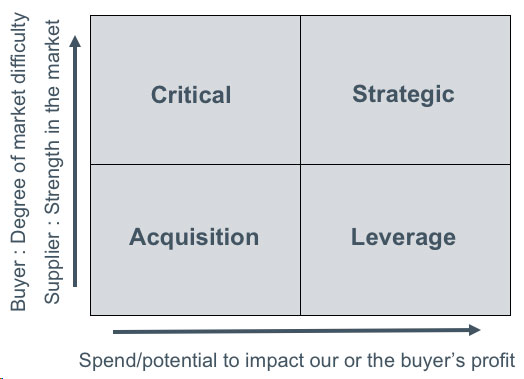 Buyer : Degree of market difficulty
Supplier : Strength in the market
Critical
Strategic
Acquisition
Leverage
Spend/potential to impact our or the buyer’s profit